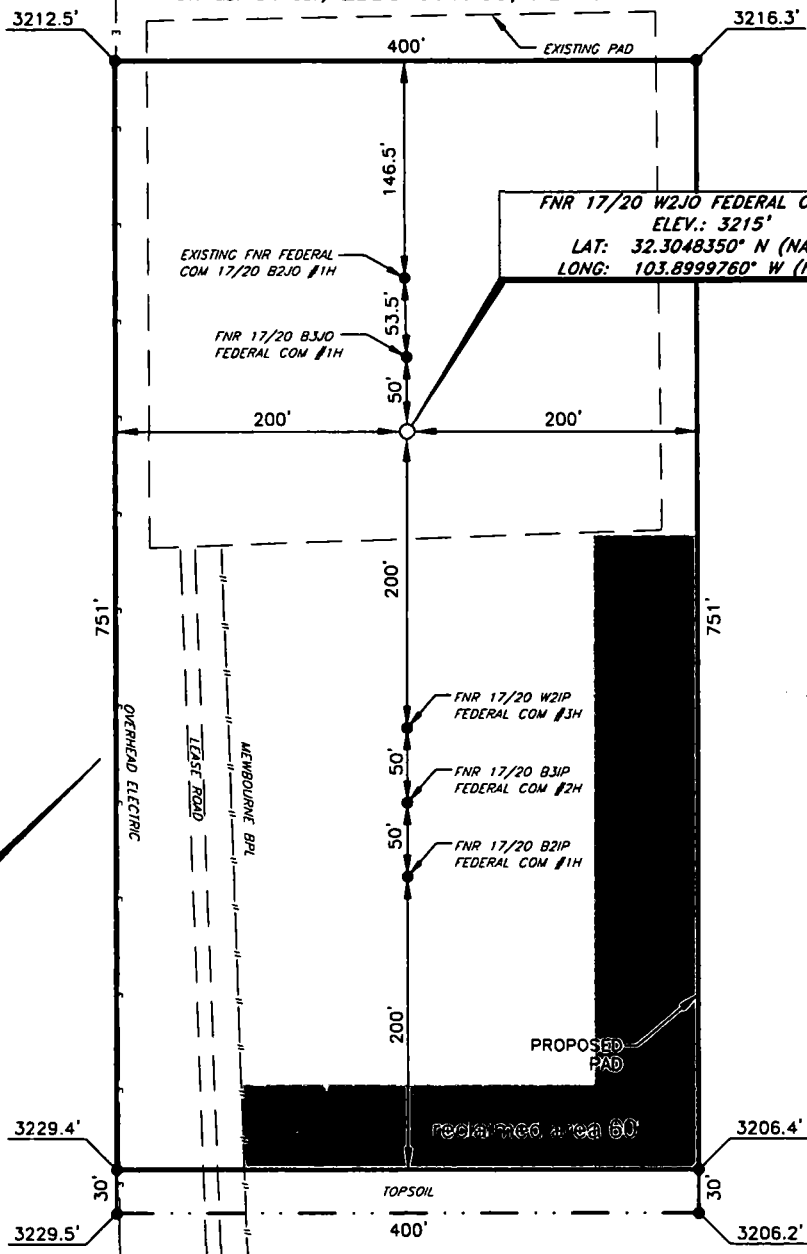 3212.5'
3216.3'
400'
EXISTING PAD
146.5'
FNR 17/20 W2JO FEDERAL
ELEV.: 3215'
LAT: 32.3048350° N
LONG: 103.8999760° W
EXISTING FNR FEDERAL
COM 17/20 B2JO #1H
53.5'
FNR 17/20 B3JO
FEDERAL COM #1H
50'
200'
200'
200'
751'
751'
FNR 17/20 W2IP
FEDERAL COM #3H
50'
FNR 17/20 B3IP
FEDERAL COM #2H
50'
FNR 17/20 B2IP
FEDERAL COM #1H
OVERHEAD ELECTRIC
LEASE ROAD
MEWBOURNE BPL
200'
PROPOSED
PAD
reclaimed area 60'
3229.4'
3206.4'
30'
TOPSOIL
30'
3229.5'
400'
3206.2'